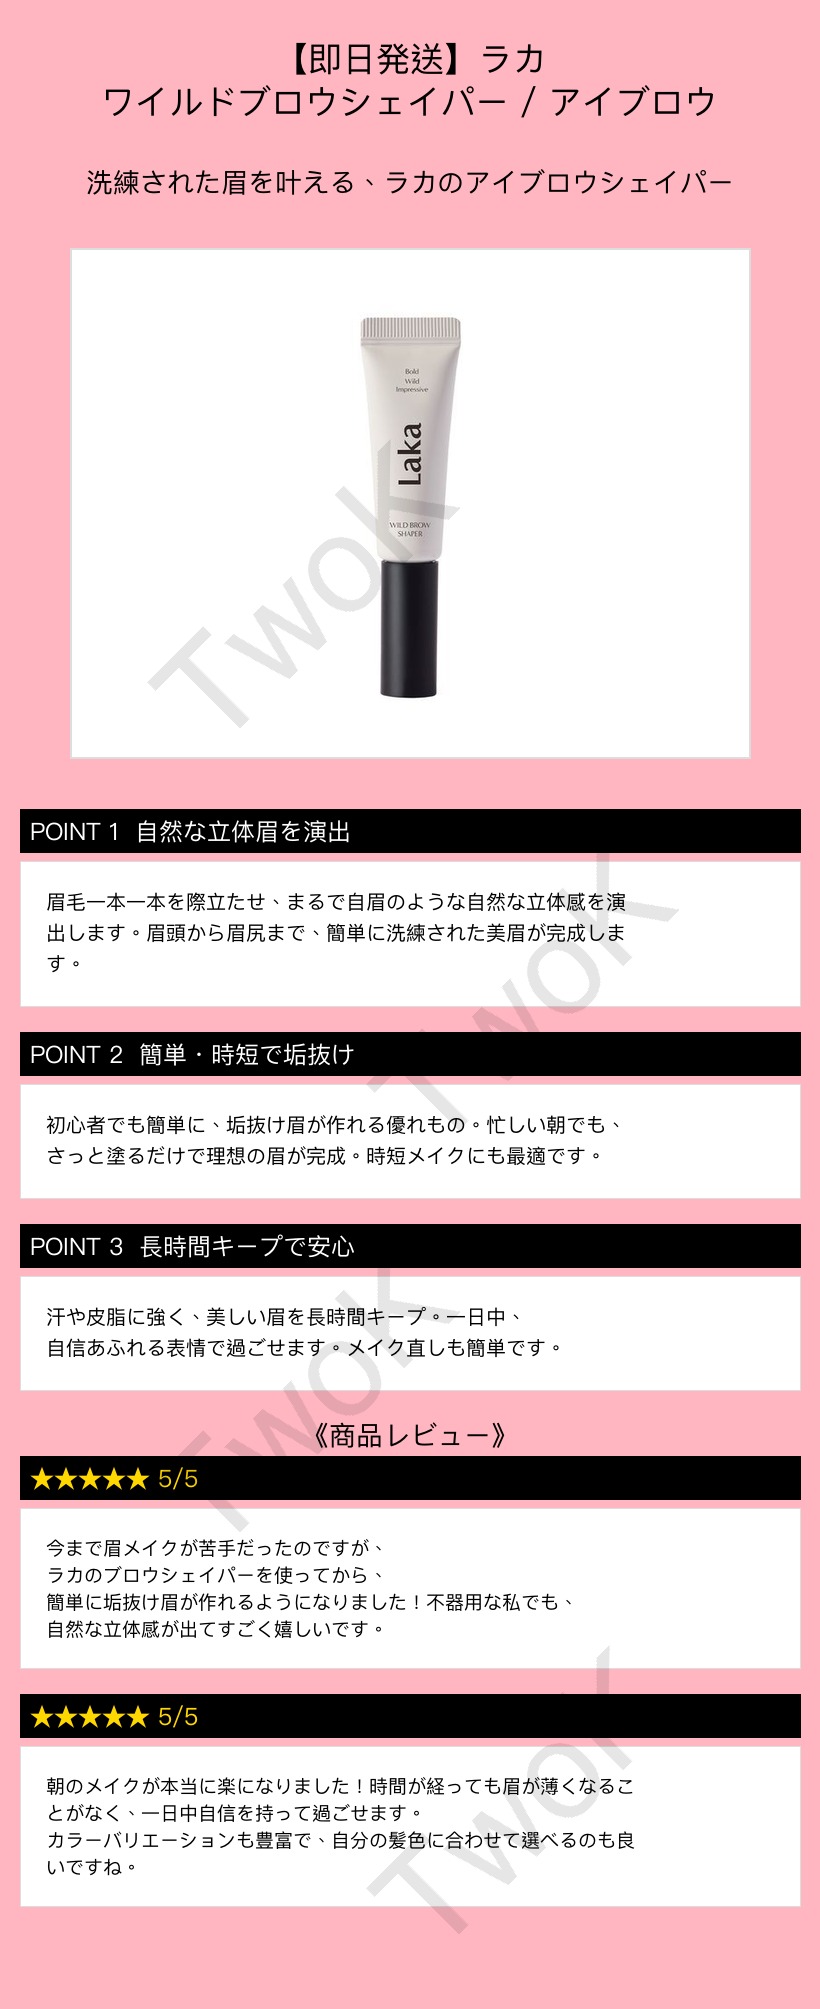 【即日発送】ラカ
ワイルドブロウシェイパー / アイブロウ
洗練された眉を叶える、ラカのアイブロウシェイパー
Bold
Wild
Impressive
Laka
WILD BROW
SHAPER
TwoK
POINT 1 自然な立体眉を演出
眉毛一本一本を際立たせ、まるで自眉のような自然な立体感を演
出します。眉頭から眉尻まで、簡単に洗練された美眉が完成しま
す。
TwoK
POINT 2 簡単・時短で垢抜け
初心者でも簡単に、垢抜け眉が作れる優れもの。忙しい朝でも、
さっと塗るだけで理想の眉が完成。時短メイクにも最適です。
POINT 3 長時間キープで安心
汗や皮脂に強く、美しい眉を長時間キープ。一日中、
自信あふれる表情で過ごせます。メイク直しも簡単です。
TwoK
《商品レビュー》
★★★★★ 5/5
今まで眉メイクが苦手だったのですが、
ラカのブロウシェイパーを使ってから、
簡単に垢抜け眉が作れるようになりました！不器用な私でも、
自然な立体感が出てすごく嬉しいです。
★★★★★ 5/5
朝のメイクが本当に楽になりました！時間が経っても眉が薄くなるこ
とがなく、一日中自信を持って過ごせます。
カラーバリエーションも豊富で、自分の髪色に合わせて選べるのも良
いですね。
TwoK